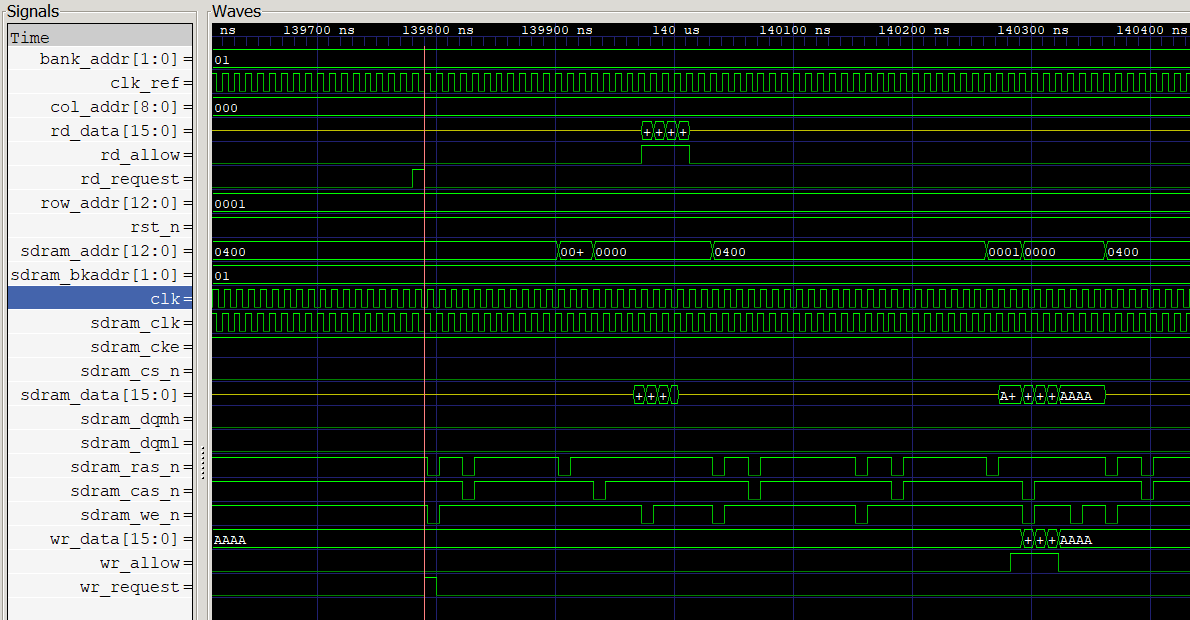 Signals Waves
Time ns 139700 ns 139800 ns 139900 ns 140 us 140100 ns 140200 ns 140300 ns 140400 ns
bank_addr[1:0]= 01
clk_ref=
col_addr[8:0]= 000
rd_data[15:0]= + + + +
rd_allow=
rd_request=
row_addr[12:0]= 0001
rst_n=
sdram_addr[12:0]= 0400 00+ 0000 0400 0001 0000 0400
sdram_bkaddr[1:0]= 01
clk=
sdram_clk=
sdram_cke=
sdram_cs_n=
sdram_data[15:0]= + + + A+ + + + AAAA
sdram_dqmh=
sdram_dqml=
sdram_ras_n=
sdram_cas_n=
sdram_we_n=
wr_data[15:0]= AAAA + + + AAAA
wr_allow=
wr_request=